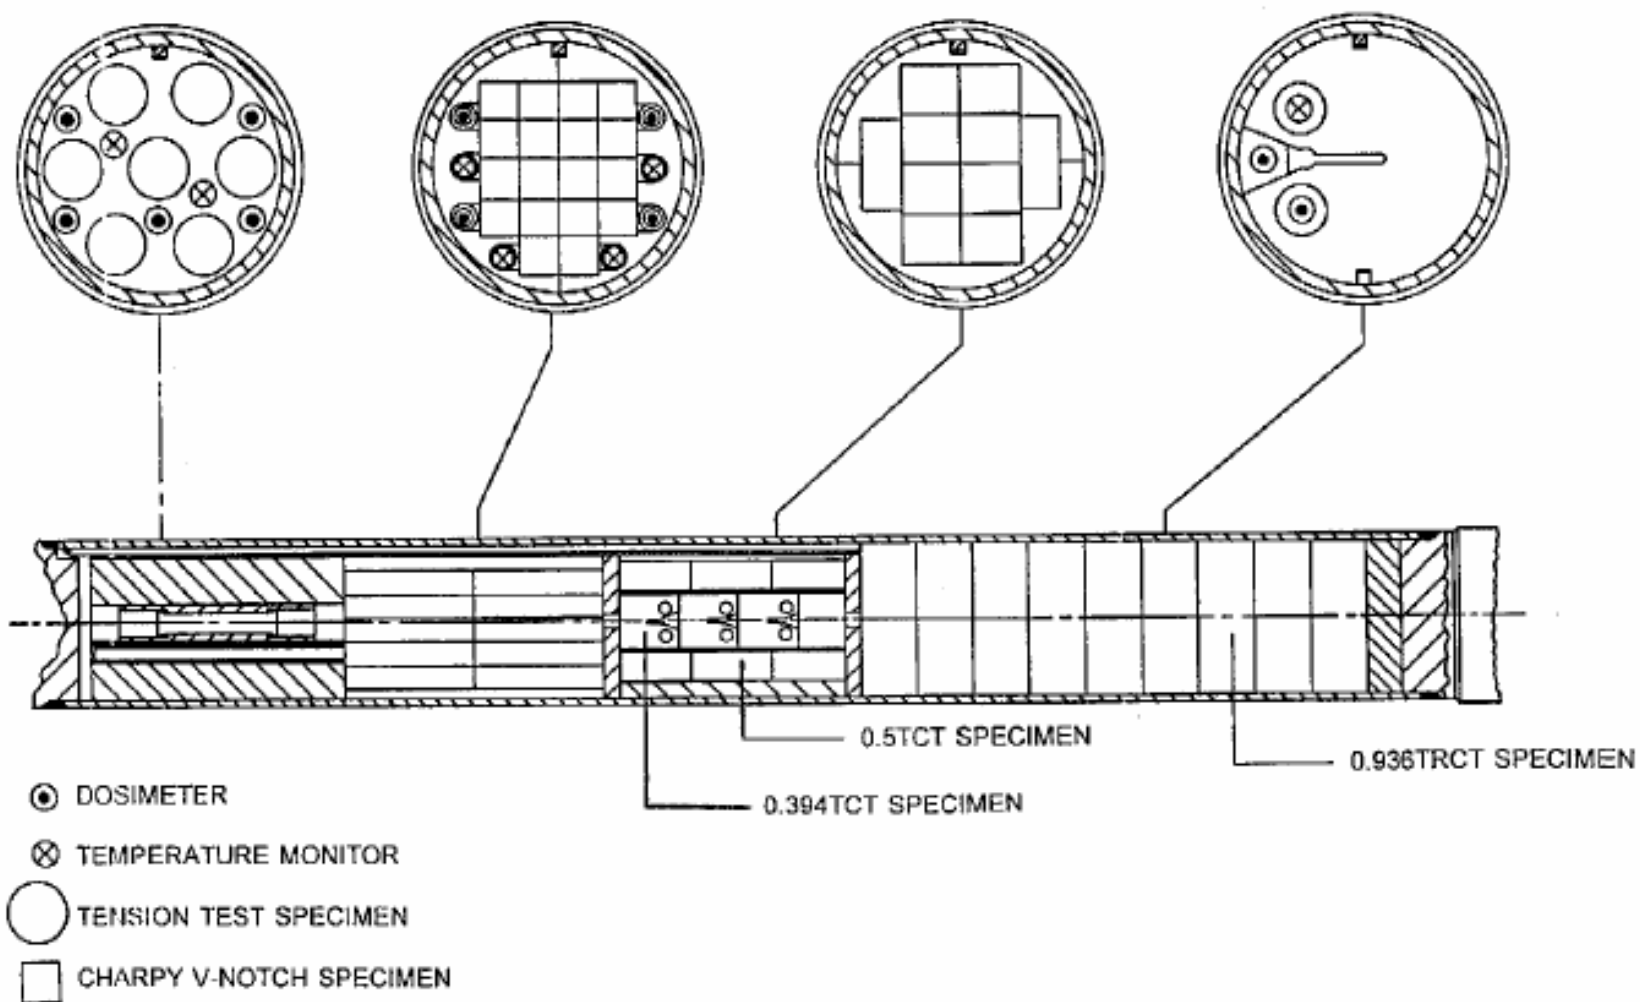 0.5TCT SPECIMEN
0.936TRCT SPECIMEN
0.394TCT SPECIMEN
DOSIMETER
TEMPERATURE MONITOR
TENSION TEST SPECIMEN
CHARPY V-NOTCH SPECIMEN